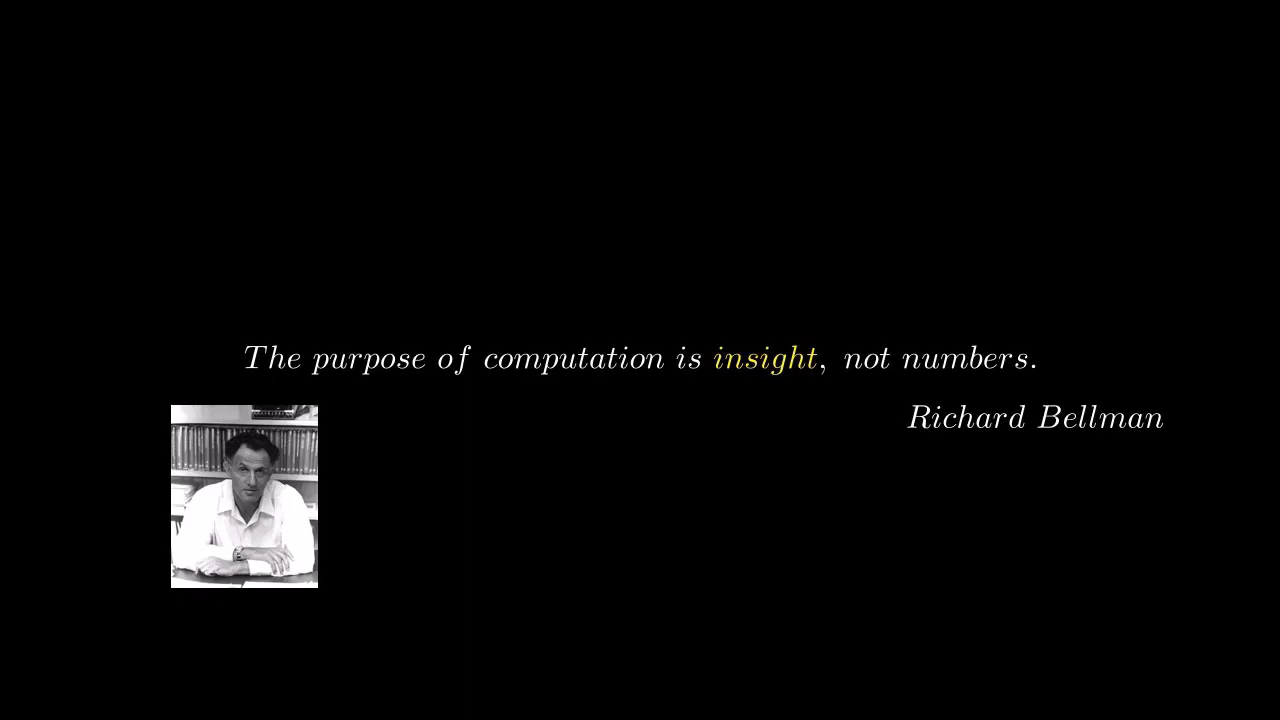 The purpose of computation is insight, not numbers.
Richard Bellman